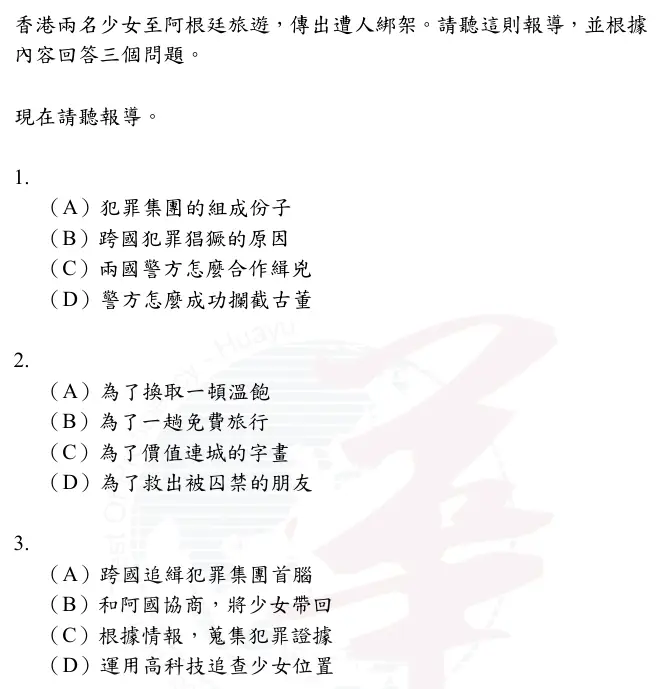 香港兩名少女至阿根廷旅遊，傳出遭人綁架。請聽這則報導，並根據
內容回答三個問題。
現在請聽報導。
1.
（A）犯罪集團的組成份子
（B）跨國犯罪猖獗的原因
（C）兩國警方怎麼合作緝兇
（D）警方怎麼成功攔截古董
2.
（A）為了換取一頓溫飽
（B）為了一趟免費旅行
（C）為了價值連城的字畫
（D）為了救出被囚禁的朋友
3.
（A）跨國追緝犯罪集團首腦
（B）和阿國協商，將少女帶回
（C）根據情報，蒐集犯罪證據
（D）運用高科技追查少女位置